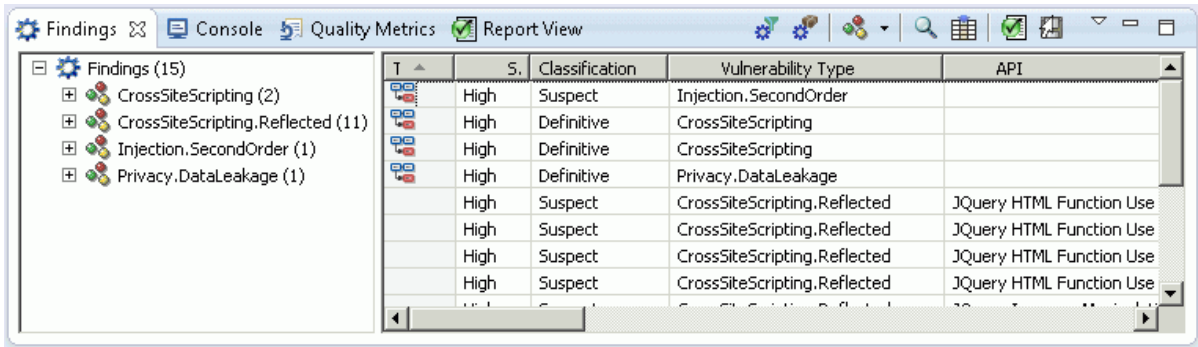 Findings Console Quality Metrics Report View
Findings (15)
CrossSiteScripting (2)
CrossSiteScripting.Reflected (11)
Injection.SecondOrder (1)
Privacy.DataLeakage (1)
T S. Classification Vulnerability Type API
High Suspect Injection.SecondOrder
High Definitive CrossSiteScripting
High Definitive CrossSiteScripting
High Definitive Privacy.DataLeakage
High Suspect CrossSiteScripting.Reflected JQuery HTML Function Use
High Suspect CrossSiteScripting.Reflected JQuery HTML Function Use
High Suspect CrossSiteScripting.Reflected JQuery HTML Function Use
High Suspect CrossSiteScripting.Reflected JQuery HTML Function Use